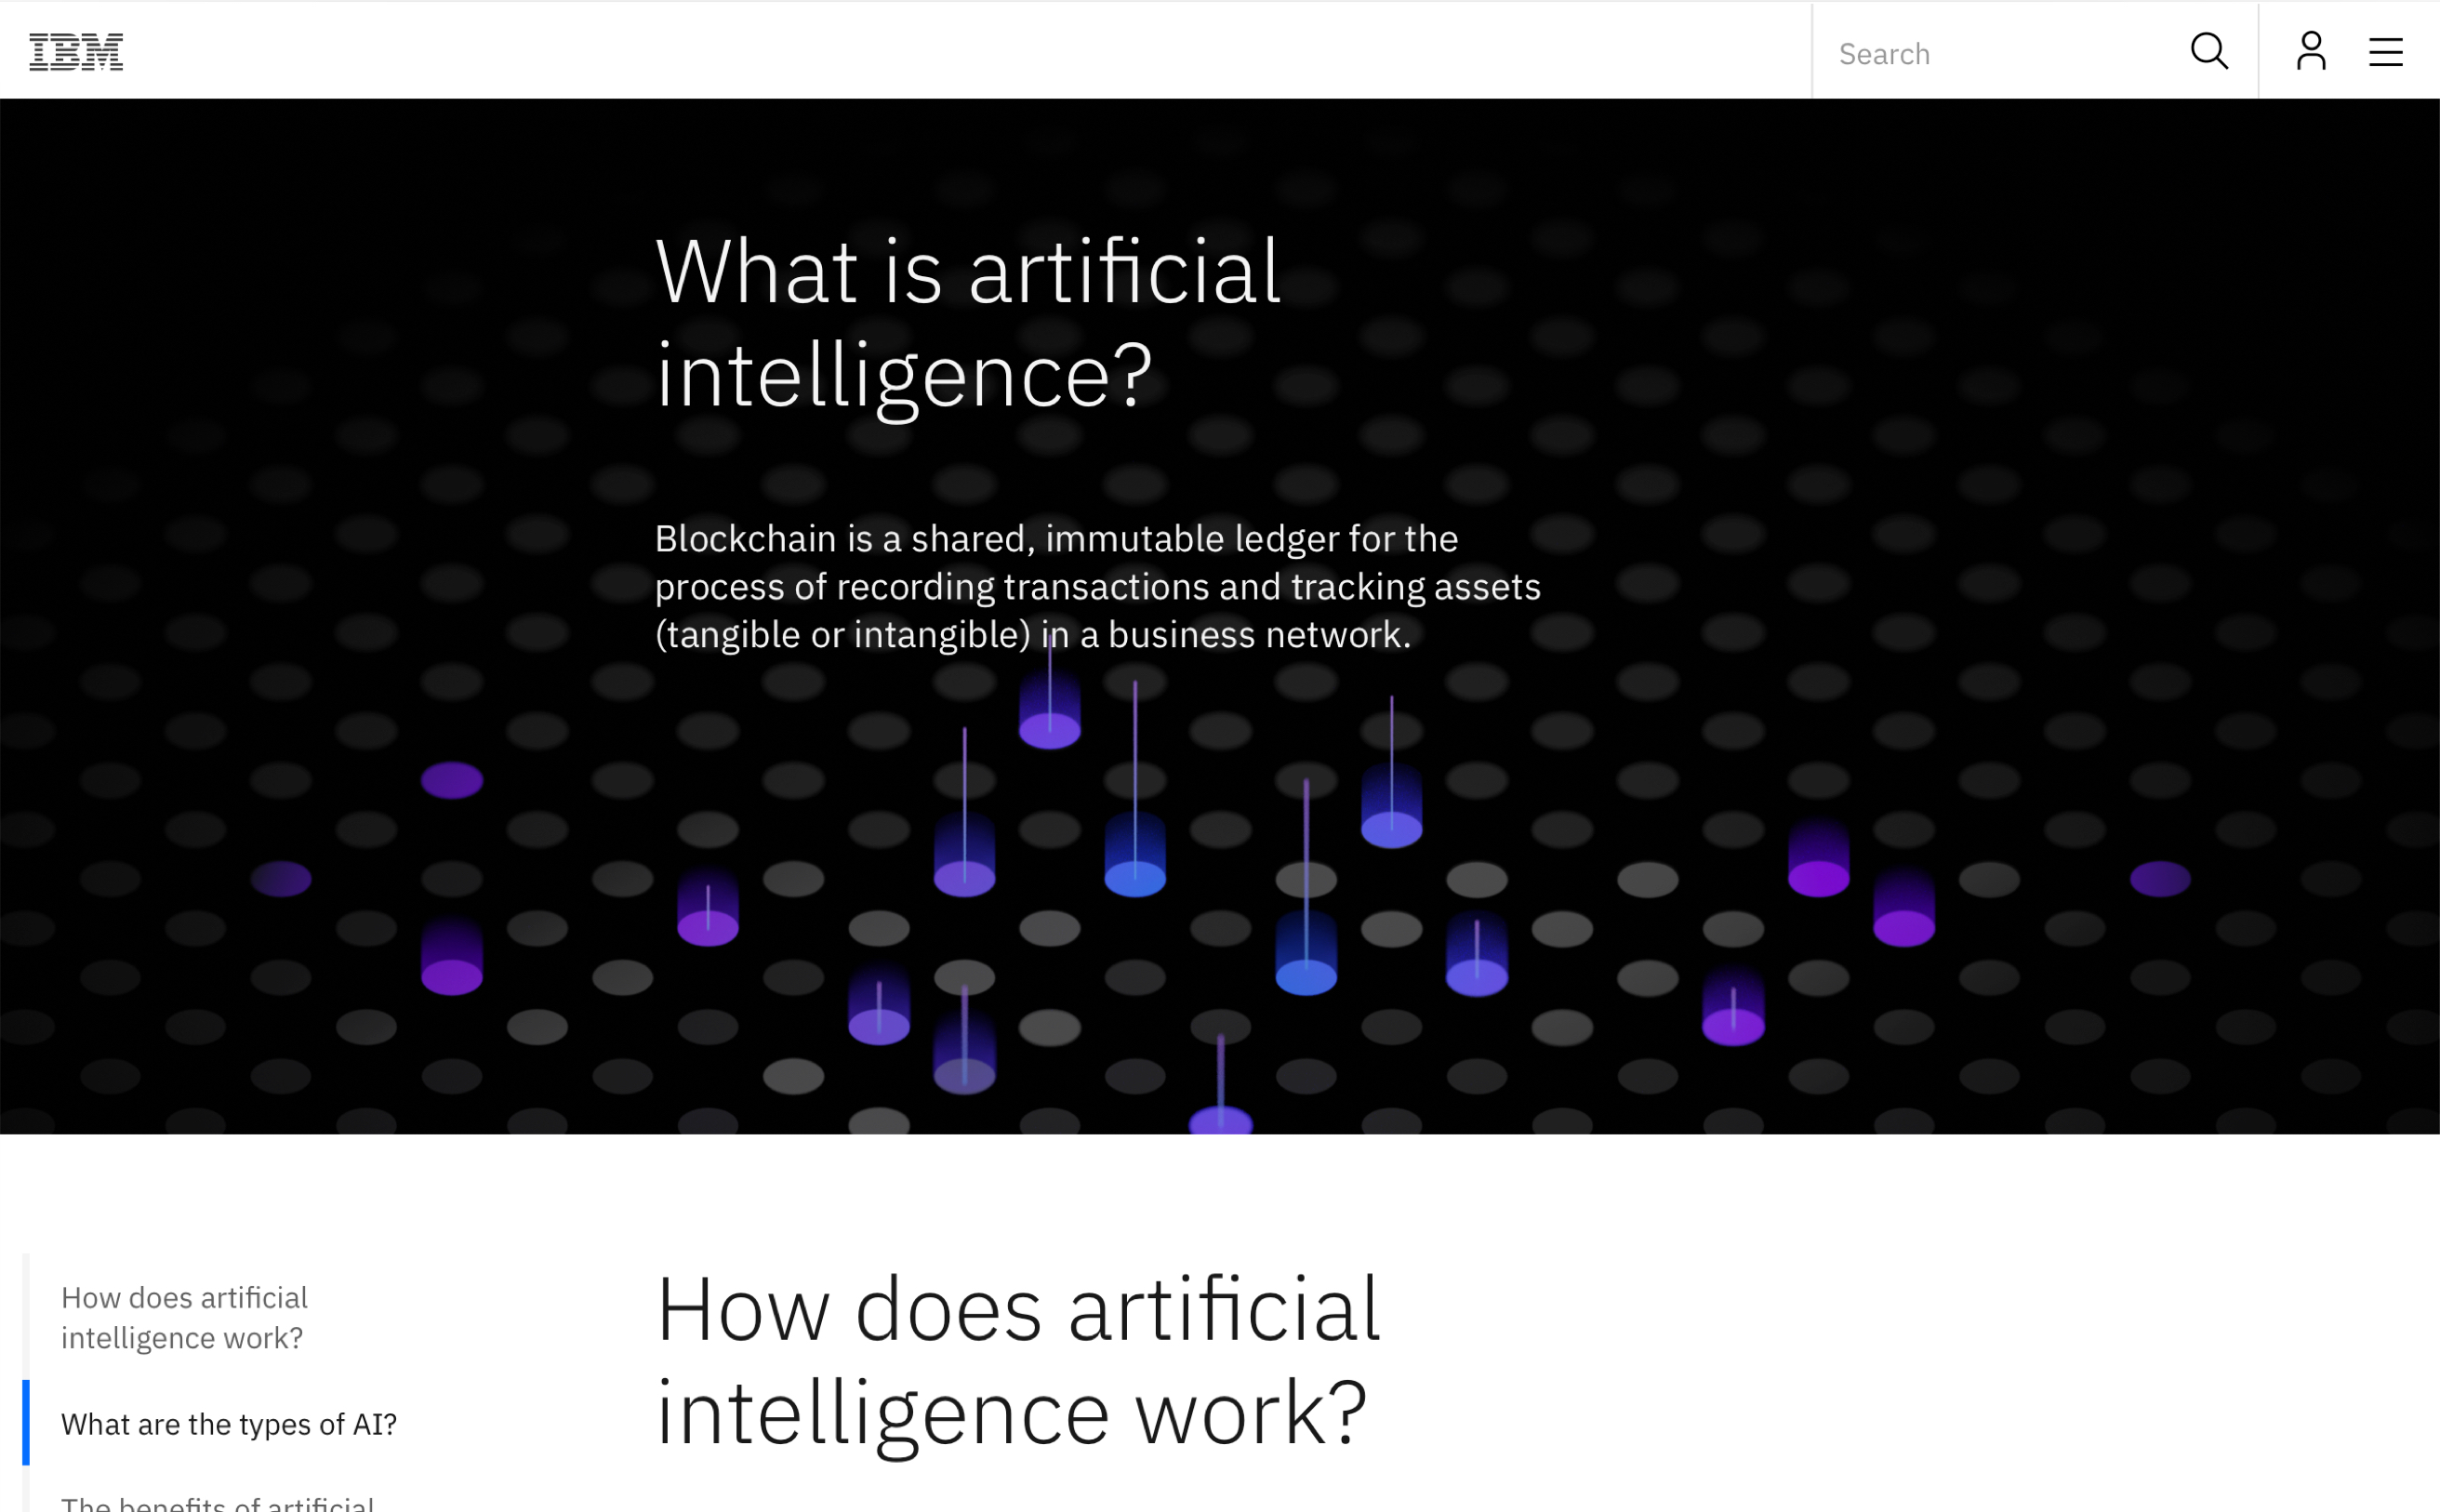 IBM
Search
What is artificial
intelligence?
Blockchain is a shared, immutable ledger for the
process of recording transactions and tracking assets
(tangible or intangible) in a business network.
How does artificial
intelligence work?
What are the types of AI?
The benefits of artificial
How does artificial
intelligence work?